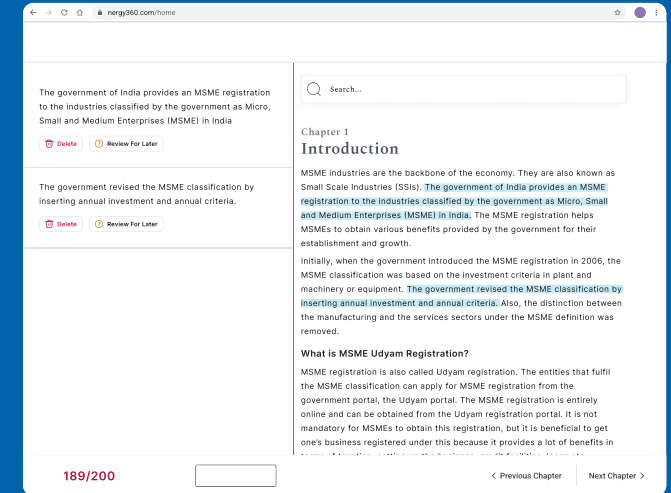 nergy360.com/home
The government of India provides an MSME registration
to the industries classified by the government as Micro,
Small and Medium Enterprises (MSME) in India
Delete
Review For Later
The government revised the MSME classification by
inserting annual investment and annual criteria.
Delete
Review For Later
Search...
Chapter 1
Introduction
MSME industries are the backbone of the economy. They are also known as
Small Scale Industries (SSIs). The government of India provides an MSME
registration to the industries classified by the government as Micro, Small
and Medium Enterprises (MSME) in India. The MSME registration helps
MSMEs to obtain various benefits provided by the government for their
establishment and growth.
Initially, when the government introduced the MSME registration in 2006, the
MSME classification was based on the investment criteria in plant and
machinery or equipment. The government revised the MSME classification by
inserting annual investment and annual criteria. Also, the distinction between
the manufacturing and the services sectors under the MSME definition was
removed.
What is MSME Udyam Registration?
MSME registration is also called Udyam registration. The entities that fulfil
the MSME classification can apply for MSME registration from the
government portal, the Udyam portal. The MSME registration is entirely
online and can be obtained from the Udyam registration portal. It is not
mandatory for MSMEs to obtain this registration, but it is beneficial to get
one's business registered under this because it provides a lot of benefits in
189/200
Previous Chapter
Next Chapter